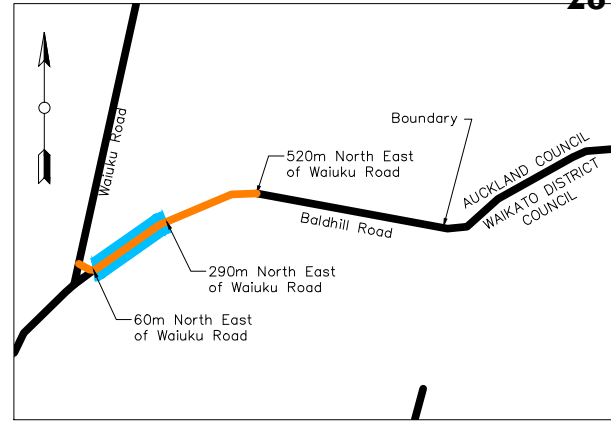 Waiuku Road
Boundary
520m North East
of Waiuku Road
AUCKLAND COUNCIL
WAIKATO DISTRICT
COUNCIL
Baldhill Road
290m North East
of Waiuku Road
60m North East
of Waiuku Road